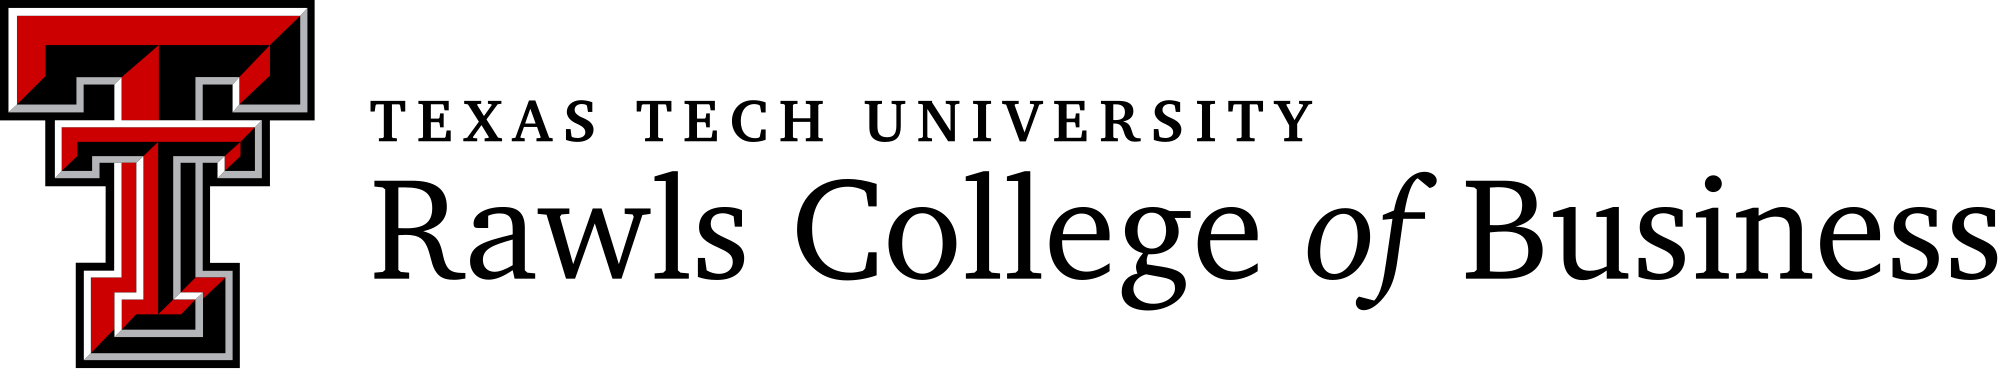 TEXAS TECH UNIVERSITY
Rawls College of Business